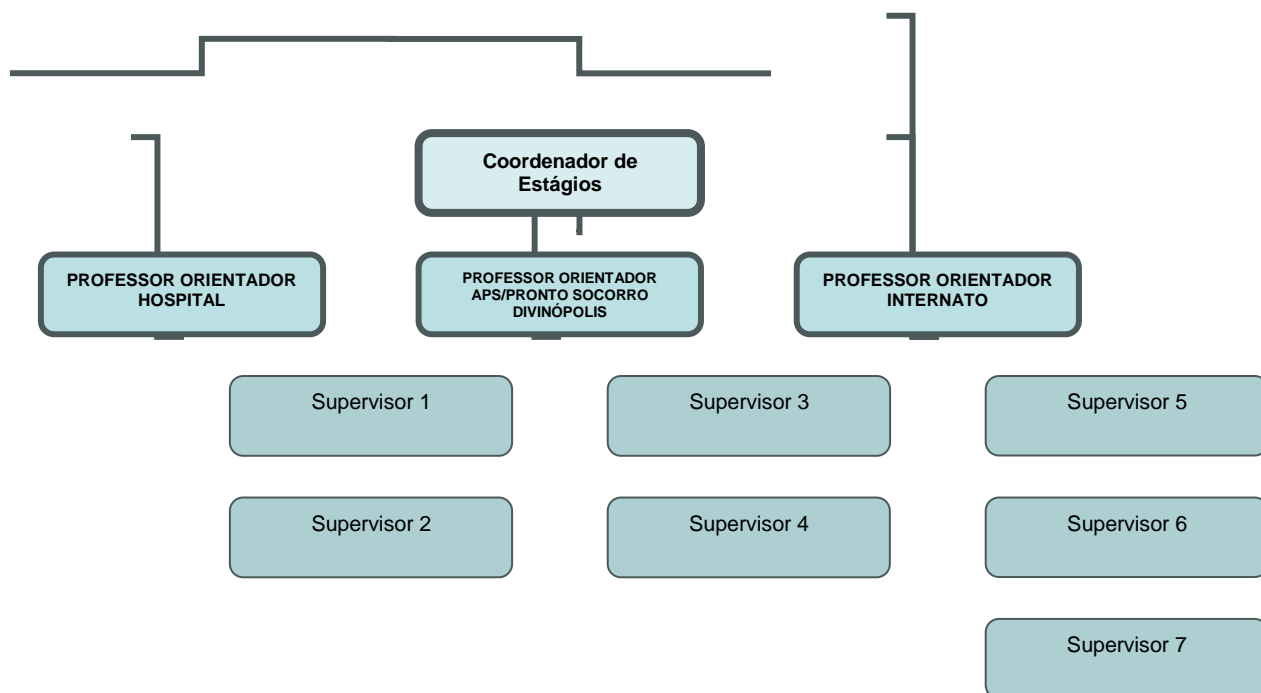 Coordenador de
Estágios
PROFESSOR ORIENTADOR
HOSPITAL
PROFESSOR ORIENTADOR
APS/PRONTO SOCORRO
DIVINÓPOLIS
PROFESSOR ORIENTADOR
INTERNATO
Supervisor 1
Supervisor 3
Supervisor 5
Supervisor 2
Supervisor 4
Supervisor 6
Supervisor 7